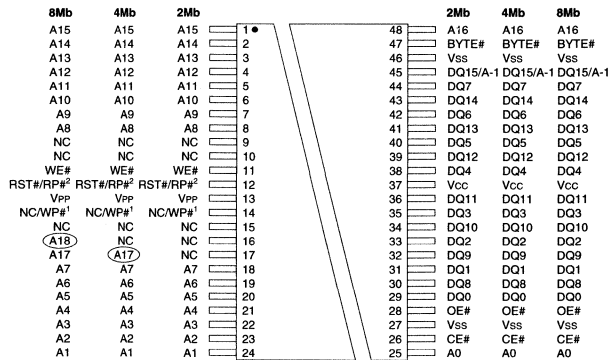 8Mb 4Mb 2Mb 2Mb 4Mb 8Mb
A15 A15 A15 1 48 A16 A16 A16
A14 A14 A14 2 47 BYTE# BYTE# BYTE#
A13 A13 A13 3 46 Vss Vss Vss
A12 A12 A12 4 45 DQ15/A-1 DQ15/A-1 DQ15/A-1
A11 A11 A11 5 44 DQ7 DQ7 DQ7
A10 A10 A10 6 43 DQ14 DQ14 DQ14
A9 A9 A9 7 42 DQ6 DQ6 DQ6
A8 A8 A8 8 41 DQ13 DQ13 DQ13
NC NC NC 9 40 DQ5 DQ5 DQ5
NC NC NC 10 39 DQ12 DQ12 DQ12
WE# WE# WE# 11 38 DQ4 DQ4 DQ4
RST#/RP#² RST#/RP#² RST#/RP#² 12 37 Vcc Vcc Vcc
VPP VPP VPP 13 36 DQ11 DQ11 DQ11
NC/WP#¹ NC/WP#¹ NC/WP#¹ 14 35 DQ3 DQ3 DQ3
NC NC NC 15 34 DQ10 DQ10 DQ10
A18 NC NC 16 33 DQ2 DQ2 DQ2
A17 A17 NC 17 32 DQ9 DQ9 DQ9
A7 A7 A7 18 31 DQ1 DQ1 DQ1
A6 A6 A6 19 30 DQ8 DQ8 DQ8
A5 A5 A5 20 29 DQ0 DQ0 DQ0
A4 A4 A4 21 28 OE# OE# OE#
A3 A3 A3 22 27 Vss Vss Vss
A2 A2 A2 23 26 CE# CE# CE#
A1 A1 A1 24 25 A0 A0 A0